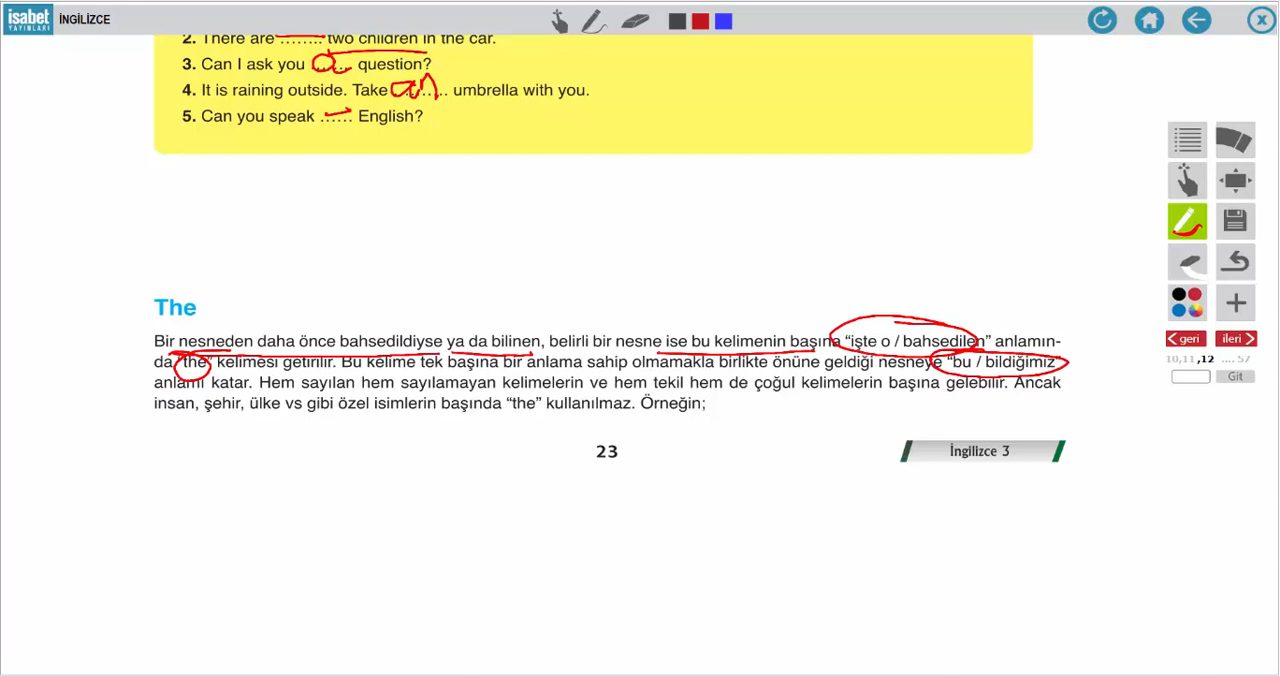 isabet
YAYINLARI
İNGİLİZCE
2. There are ........ two children in the car.
3. Can I ask you a question?
4. It is raining outside. Take an umbrella with you.
5. Can you speak ...... English?
The
Bir nesneden daha önce bahsedildiyse ya da bilinen, belirli bir nesne ise bu kelimenin başına “işte o / bahsedilen” anlamın-
da “the” kelimesi getirilir. Bu kelime tek başına bir anlama sahip olmamakla birlikte önüne geldiği nesneye “bu / bildiğimiz”
anlamı katar. Hem sayılan hem sayılamayan kelimelerin ve hem tekil hem de çoğul kelimelerin başına gelebilir. Ancak
insan, şehir, ülke vs gibi özel isimlerin başında “the” kullanılmaz. Örneğin;
23
İngilizce 3
geri
ileri
10,11,12 .... 57
Git